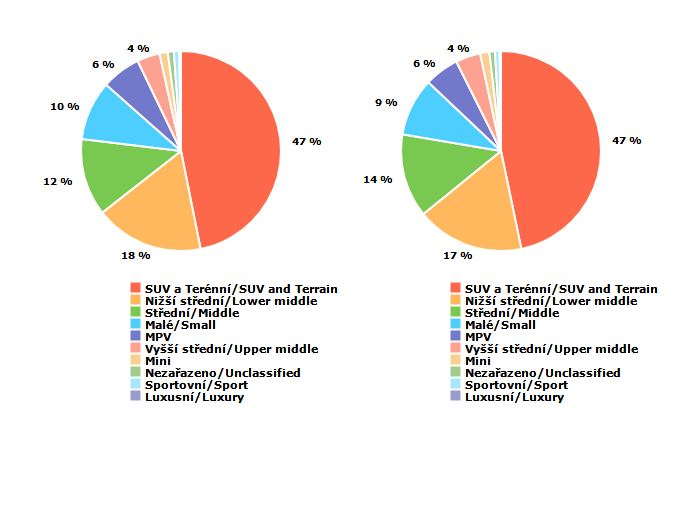 4 %
6 %
10 %
47 %
12 %
18 %
SUV a Terénní/SUV and Terrain
Nižší střední/Lower middle
Střední/Middle
Malé/Small
MPV
Vyšší střední/Upper middle
Mini
Nezařazeno/Unclassified
Sportovní/Sport
Luxusní/Luxury
4 %
6 %
9 %
47 %
14 %
17 %
SUV a Terénní/SUV and Terrain
Nižší střední/Lower middle
Střední/Middle
Malé/Small
MPV
Vyšší střední/Upper middle
Mini
Nezařazeno/Unclassified
Sportovní/Sport
Luxusní/Luxury